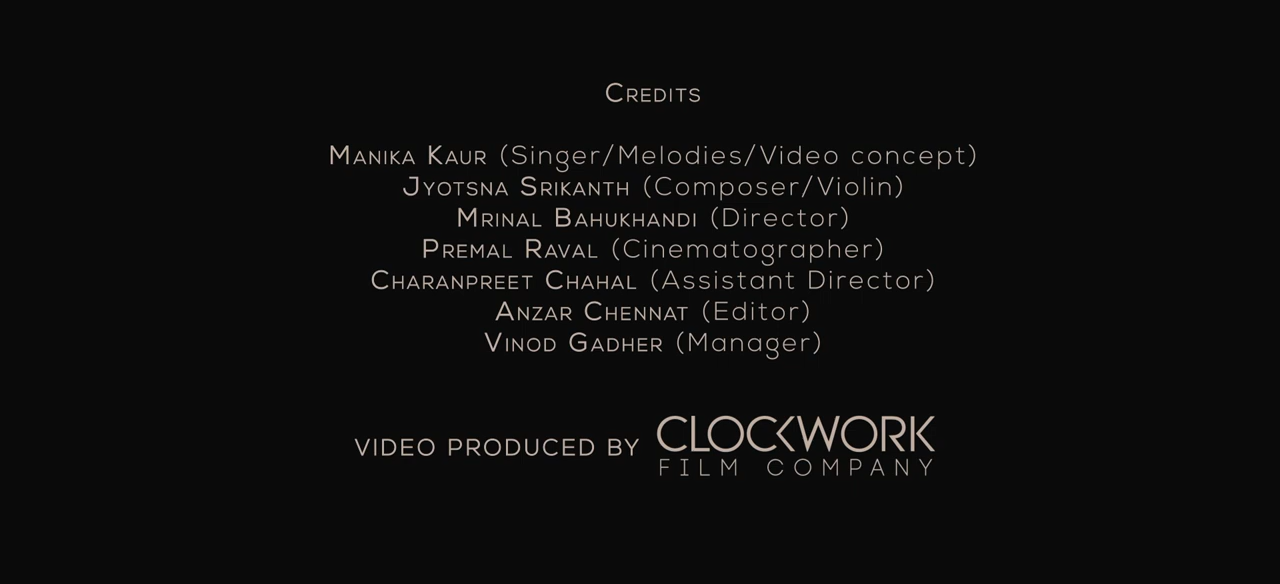 Credits
Manika Kaur (Singer/Melodies/Video concept)
Jyotsna Srikanth (Composer/Violin)
Mrinal Bahukhandi (Director)
Premal Raval (Cinematographer)
Charanpreet Chahal (Assistant Director)
Anzar Chennat (Editor)
Vinod Gadher (Manager)
VIDEO PRODUCED BY CLOCKWORK
FILM COMPANY